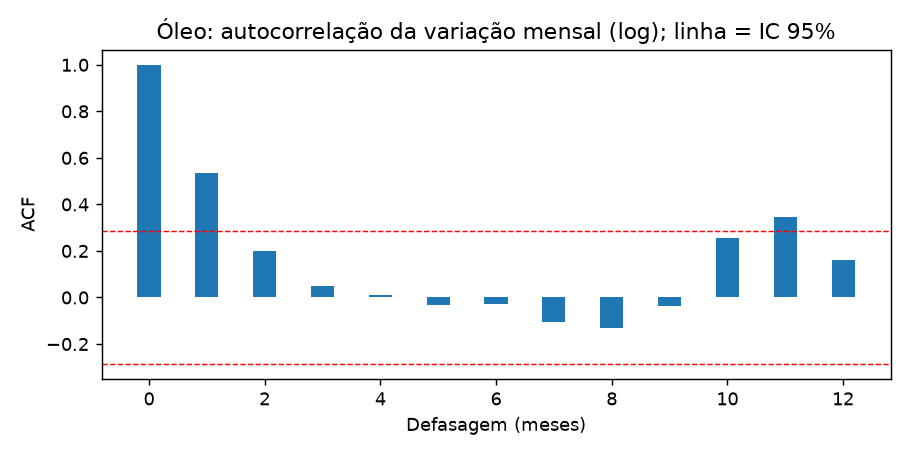 Óleo: autocorrelação da variação mensal (log); linha = IC 95%
1.0
0.8
0.6
0.4
0.2
0.0
−0.2
ACF
0 2 4 6 8 10 12
Defasagem (meses)